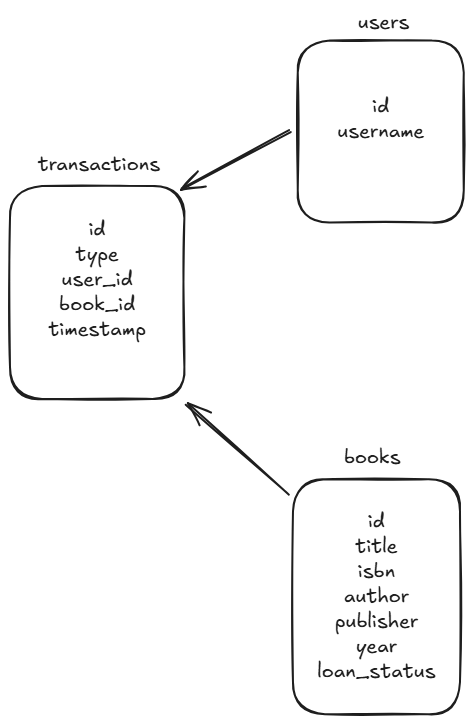 users
id
username
transactions
id
type
user_id
book_id
timestamp
books
id
title
isbn
author
publisher
year
loan_status